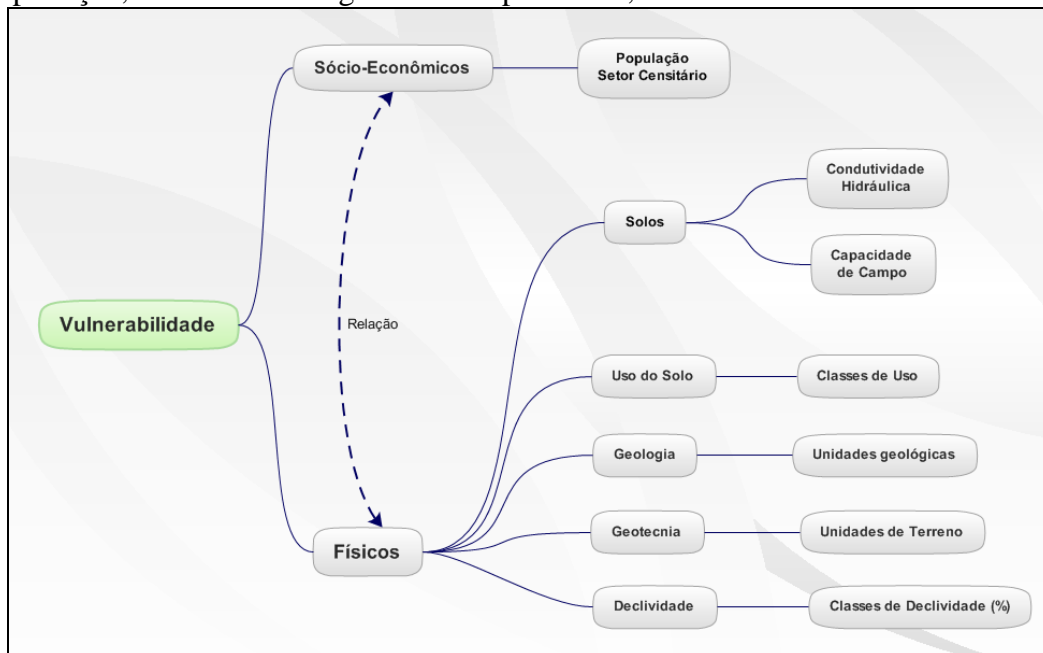 Sócio-Econômicos
População
Setor Censitário
Condutividade
Hidráulica
Solos
Capacidade
de Campo
Vulnerabilidade
Relação
Uso do Solo
Classes de Uso
Geologia
Unidades geológicas
Geotecnia
Unidades de Terreno
Físicos
Declividade
Classes de Declividade (%)